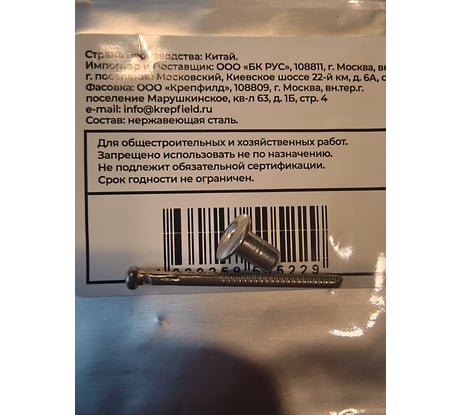 Страна производства: Китай.
Импортер и Поставщик: ООО «БК РУС», 108811, г. Москва, вн
г. поселение Московский, Киевское шоссе 22-й км, д. 6А, с
Фасовка: ООО «Крепфилд», 108809, г. Москва, вн.тер.г.
поселение Марушкинское, кв-л 63, д. 1Б, стр. 4
e-mail: info@krepfield.ru
Состав: нержавеющая сталь.
Для общестроительных и хозяйственных работ.
Запрещено использовать не по назначению.
Не подлежит обязательной сертификации.
Срок годности не ограничен.
5229